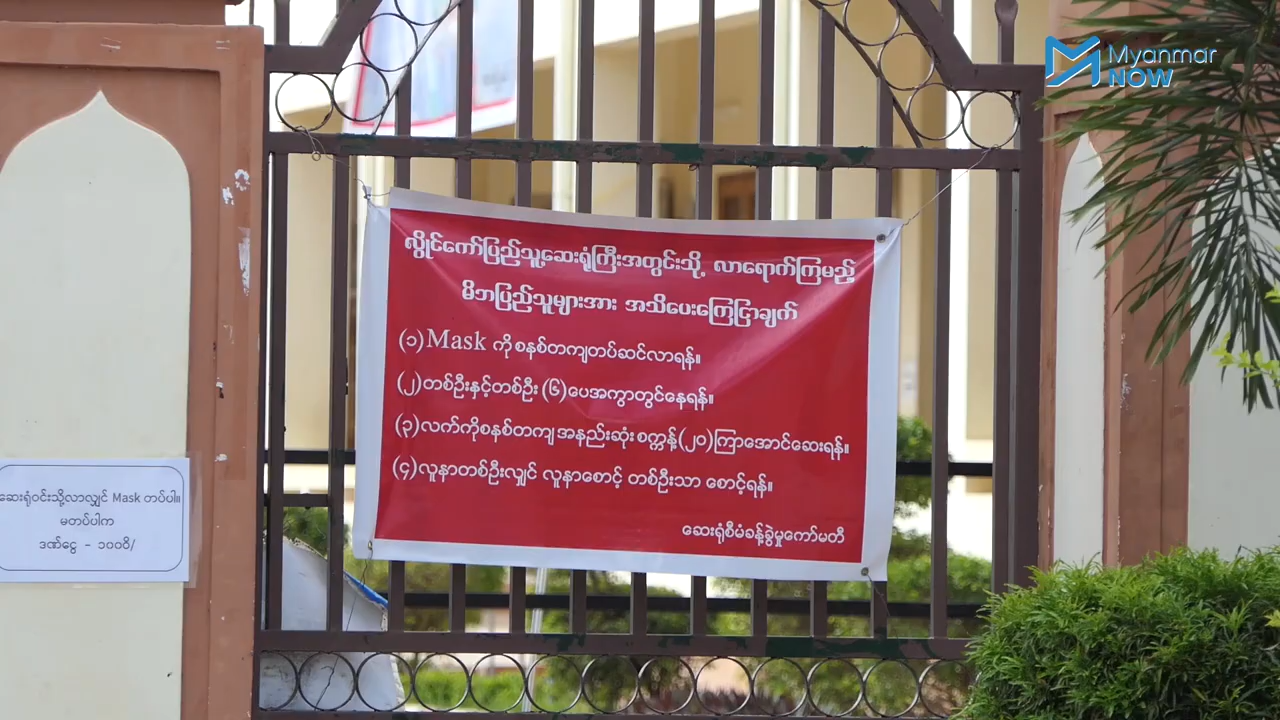 Myanmar
NOW
လွိုင်ကော်ပြည်သူ့ဆေးရုံကြီးအတွင်းသို့ လာရောက်ကြမည့်
မိဘပြည်သူများအား အသိပေးကြေငြာချက်
(၁)Mask ကိုစနစ်တကျတပ်ဆင်လာရန်။
(၂)တစ်ဦးနှင့်တစ်ဦး (၆)ပေအကွာတွင်နေရန်။
(၃)လက်ကိုစနစ်တကျ အနည်းဆုံး စက္ကန့်(၂၀)ကြာအောင်ဆေးရန်။
(၄)လူနာတစ်ဦးလျှင် လူနာစောင့် တစ်ဦးသာ စောင့်ရန်။
ဆေးရုံစီမံခန့်ခွဲမှုကော်မတီ
ဆေးရုံဝင်းသို့လာလျှင် Mask တပ်ပါ။
မတပ်ပါက
ဒဏ်ငွေ - ၁၀၀ဝိ/